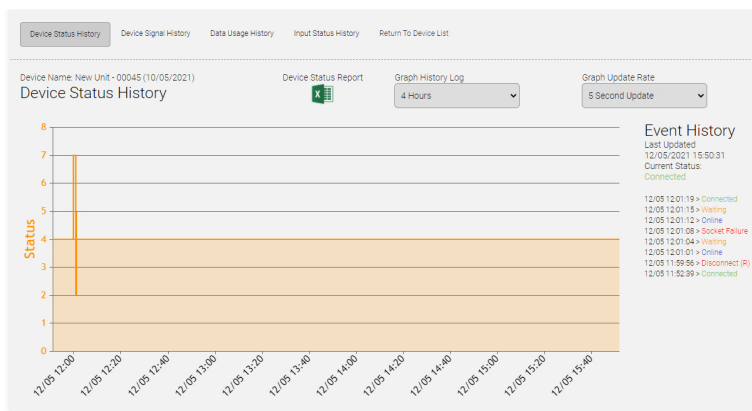 Device Status History
Device Signal History
Data Usage History
Input Status History
Return To Device List
Device Name: New Unit - 00045 (10/05/2021)
Device Status History
Device Status Report
X
Graph History Log
4 Hours
Graph Update Rate
5 Second Update
Status
8
7
6
5
4
3
2
1
0
12/05 12:00
12/05 12:20
12/05 12:40
12/05 13:00
12/05 13:20
12/05 13:40
12/05 14:00
12/05 14:20
12/05 14:40
12/05 15:00
12/05 15:20
12/05 15:40
Event History
Last Updated
12/05/2021 15:50:31
Current Status:
Connected
12/05 12:01:19 > Connected
12/05 12:01:15 > Waiting
12/05 12:01:12 > Online
12/05 12:01:08 > Socket Failure
12/05 12:01:04 > Waiting
12/05 12:01:01 > Online
12/05 11:59:56 > Disconnect (R)
12/05 11:52:39 > Connected